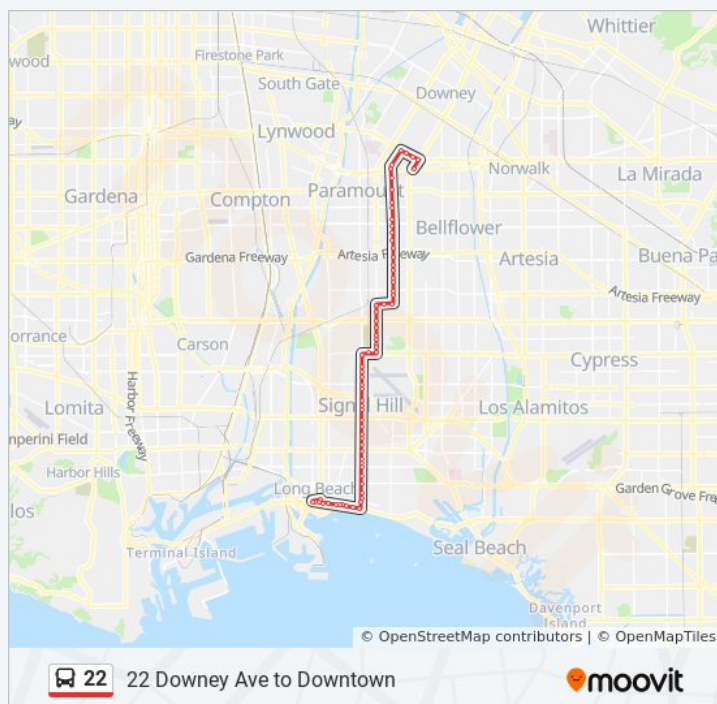 Whittier
wood
Firestone Park
South Gate
Downey
Lynwood
Norwalk
La Mirada
Gardena
Compton
Paramount
Bellflower
Gardena Freeway
Artesia Freeway
Artesia
Buena Pa
Artesia Freeway
orrance
Carson
Cypress
Harbor Freeway
Lomita
Signal Hill
Los Alamitos
mperini Field
Harbor Hills
Long Beach
Garden Grove Free
los
Terminal Island
Seal Beach
Davenport
Island
© OpenStreetMap contributors | © OpenMapTiles
22 22 Downey Ave to Downtown
moovit